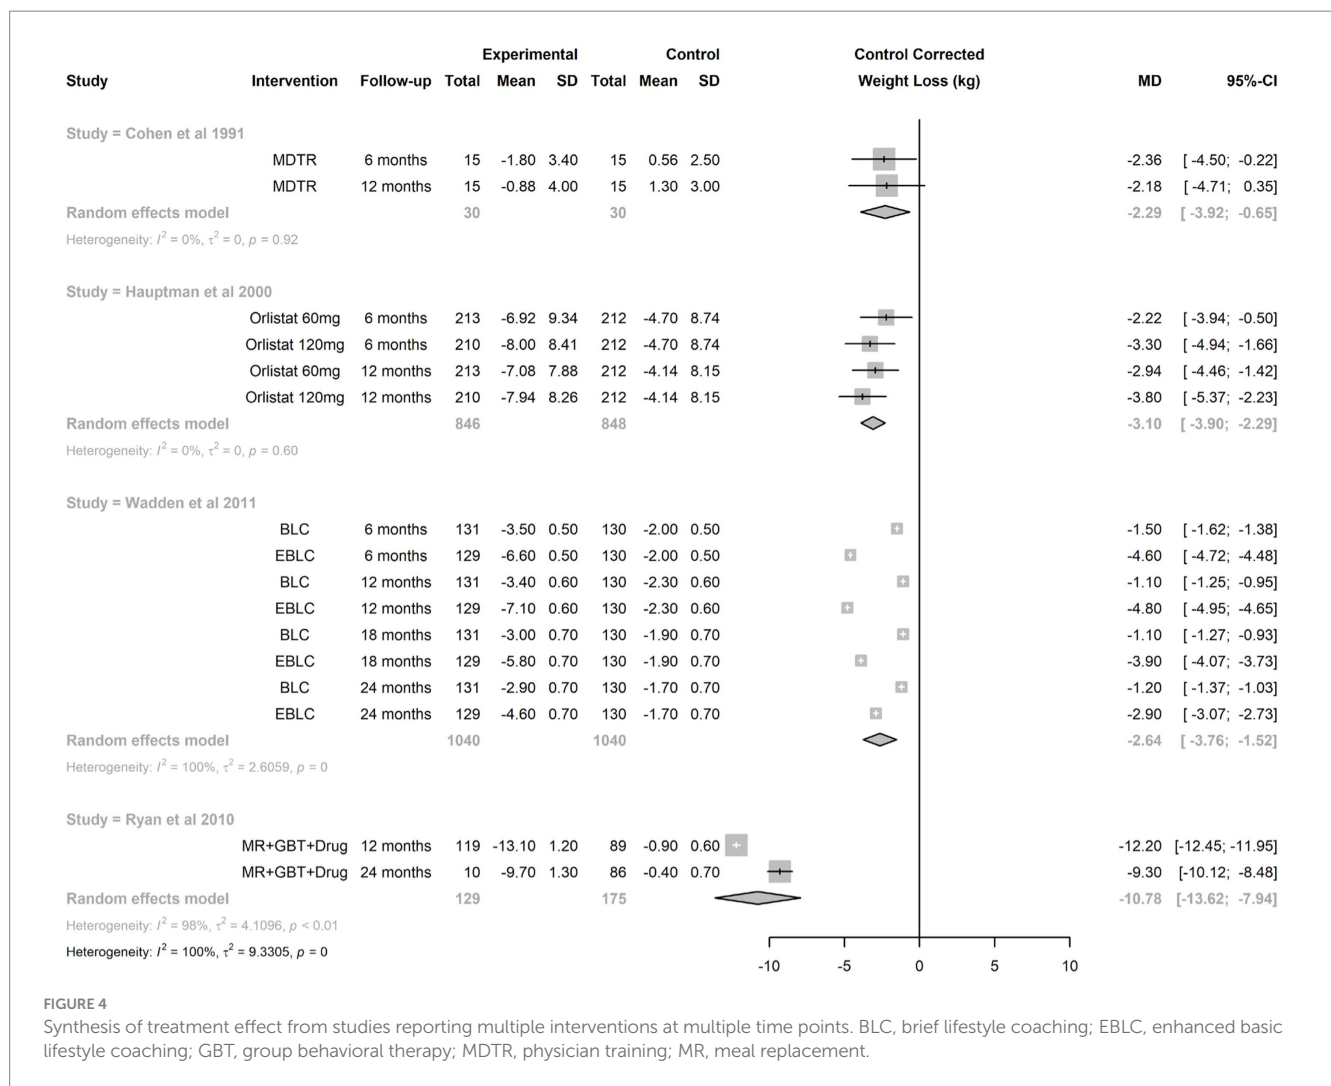 Experimental Control Control Corrected
Study Intervention Follow-up Total Mean SD Total Mean SD Weight Loss (kg) MD 95%-CI
Study = Cohen et al 1991
MDTR 6 months 15 -1.80 3.40 15 0.56 2.50 -2.36 [ -4.50; -0.22]
MDTR 12 months 15 -0.88 4.00 15 1.30 3.00 -2.18 [ -4.71; 0.35]
Random effects model 30 30 -2.29 [ -3.92; -0.65]
Heterogeneity: I² = 0%, τ² = 0, p = 0.92
Study = Hauptman et al 2000
Orlistat 60mg 6 months 213 -6.92 9.34 212 -4.70 8.74 -2.22 [ -3.94; -0.50]
Orlistat 120mg 6 months 210 -8.00 8.41 212 -4.70 8.74 -3.30 [ -4.94; -1.66]
Orlistat 60mg 12 months 213 -7.08 7.88 212 -4.14 8.15 -2.94 [ -4.46; -1.42]
Orlistat 120mg 12 months 210 -7.94 8.26 212 -4.14 8.15 -3.80 [ -5.37; -2.23]
Random effects model 846 848 -3.10 [ -3.90; -2.29]
Heterogeneity: I² = 0%, τ² = 0, p = 0.60
Study = Wadden et al 2011
BLC 6 months 131 -3.50 0.50 130 -2.00 0.50 -1.50 [ -1.62; -1.38]
EBLC 6 months 129 -6.60 0.50 130 -2.00 0.50 -4.60 [ -4.72; -4.48]
BLC 12 months 131 -3.40 0.60 130 -2.30 0.60 -1.10 [ -1.25; -0.95]
EBLC 12 months 129 -7.10 0.60 130 -2.30 0.60 -4.80 [ -4.95; -4.65]
BLC 18 months 131 -3.00 0.70 130 -1.90 0.70 -1.10 [ -1.27; -0.93]
EBLC 18 months 129 -5.80 0.70 130 -1.90 0.70 -3.90 [ -4.07; -3.73]
BLC 24 months 131 -2.90 0.70 130 -1.70 0.70 -1.20 [ -1.37; -1.03]
EBLC 24 months 129 -4.60 0.70 130 -1.70 0.70 -2.90 [ -3.07; -2.73]
Random effects model 1040 1040 -2.64 [ -3.76; -1.52]
Heterogeneity: I² = 100%, τ² = 2.6059, p = 0
Study = Ryan et al 2010
MR+GBT+Drug 12 months 119 -13.10 1.20 89 -0.90 0.60 -12.20 [-12.45; -11.95]
MR+GBT+Drug 24 months 10 -9.70 1.30 86 -0.40 0.70 -9.30 [-10.12; -8.48]
Random effects model 129 175 -10.78 [-13.62; -7.94]
Heterogeneity: I² = 98%, τ² = 4.1096, p < 0.01
Heterogeneity: I² = 100%, τ² = 9.3305, p = 0
-10 -5 0 5 10
FIGURE 4
Synthesis of treatment effect from studies reporting multiple interventions at multiple time points. BLC, brief lifestyle coaching; EBLC, enhanced basic
lifestyle coaching; GBT, group behavioral therapy; MDTR, physician training; MR, meal replacement.